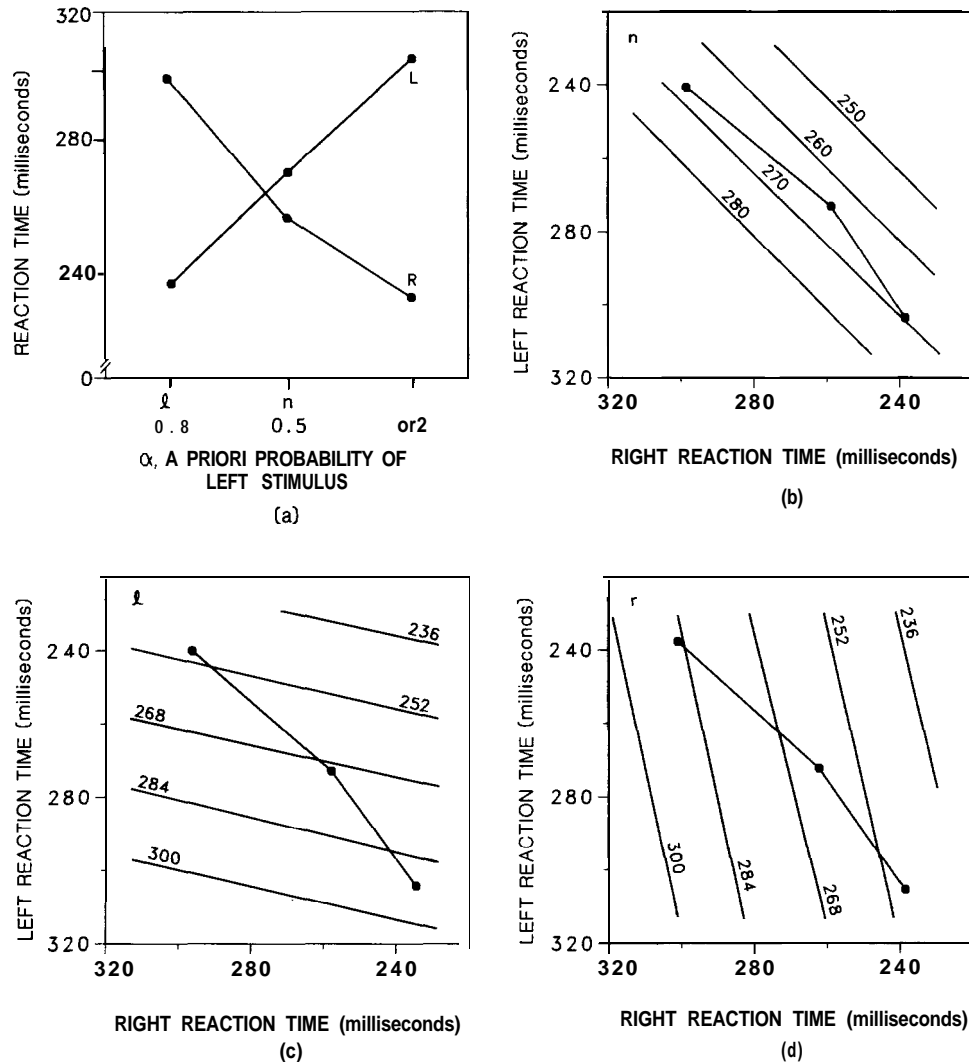 320
280
240
0
REACTION TIME (milliseconds)
L
R
ℓ
n
0.8
0.5
or2
α, A PRIORI PROBABILITY OF
LEFT STIMULUS
(a)
n
240
280
320
LEFT REACTION TIME (milliseconds)
250
260
270
280
320
280
240
RIGHT REACTION TIME (milliseconds)
(b)
ℓ
240
280
320
LEFT REACTION TIME (milliseconds)
236
252
268
284
300
320
280
240
RIGHT REACTION TIME (milliseconds)
(c)
r
240
280
320
LEFT REACTION TIME (milliseconds)
252
236
300
284
268
320
280
240
RIGHT REACTION TIME (milliseconds)
(d)